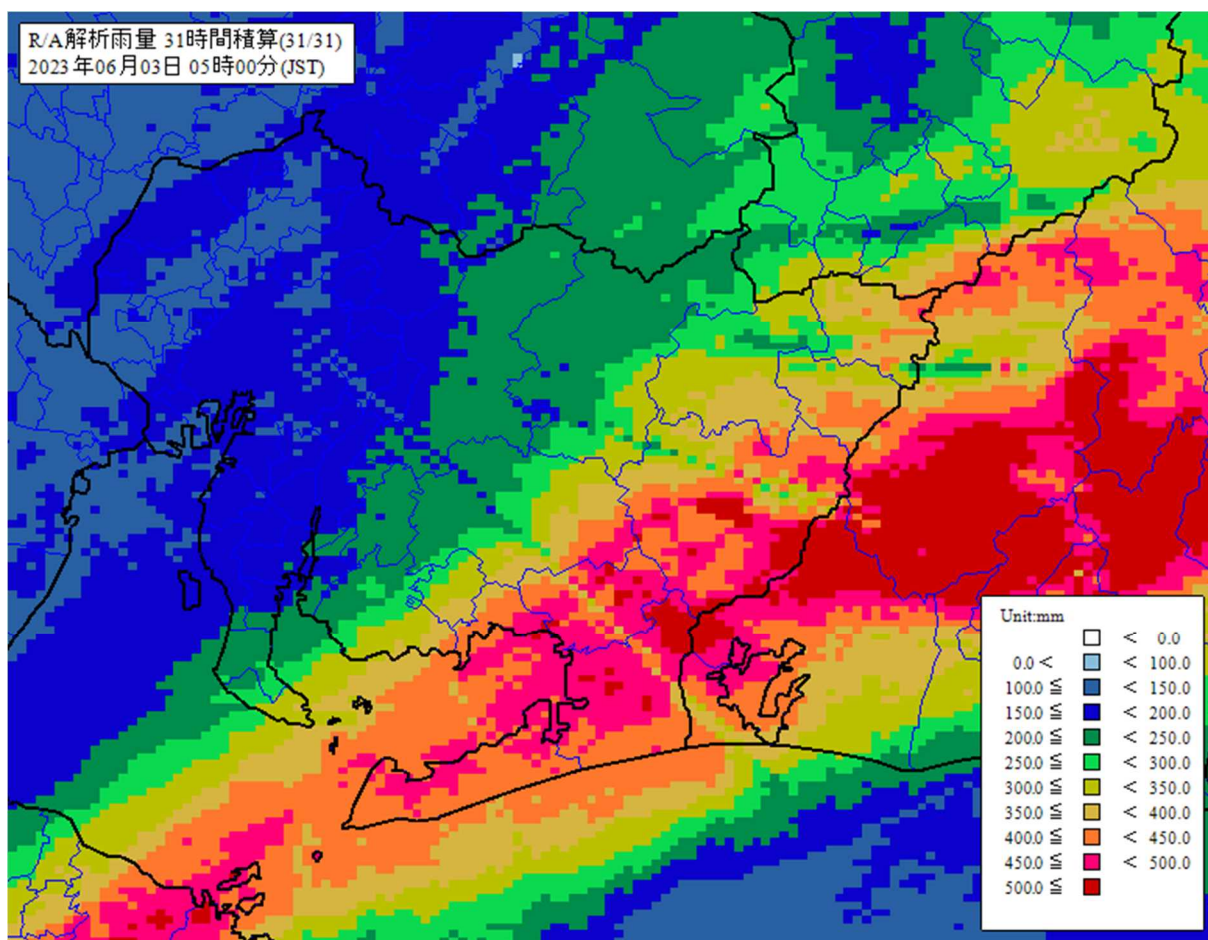 R/A解析雨量 31時間積算(31/31)
2023年06月03日 05時00分(JST)
Unit:mm
< 0.0
0.0 < < 100.0
100.0 ≦ < 150.0
150.0 ≦ < 200.0
200.0 ≦ < 250.0
250.0 ≦ < 300.0
300.0 ≦ < 350.0
350.0 ≦ < 400.0
400.0 ≦ < 450.0
450.0 ≦ < 500.0
500.0 ≦